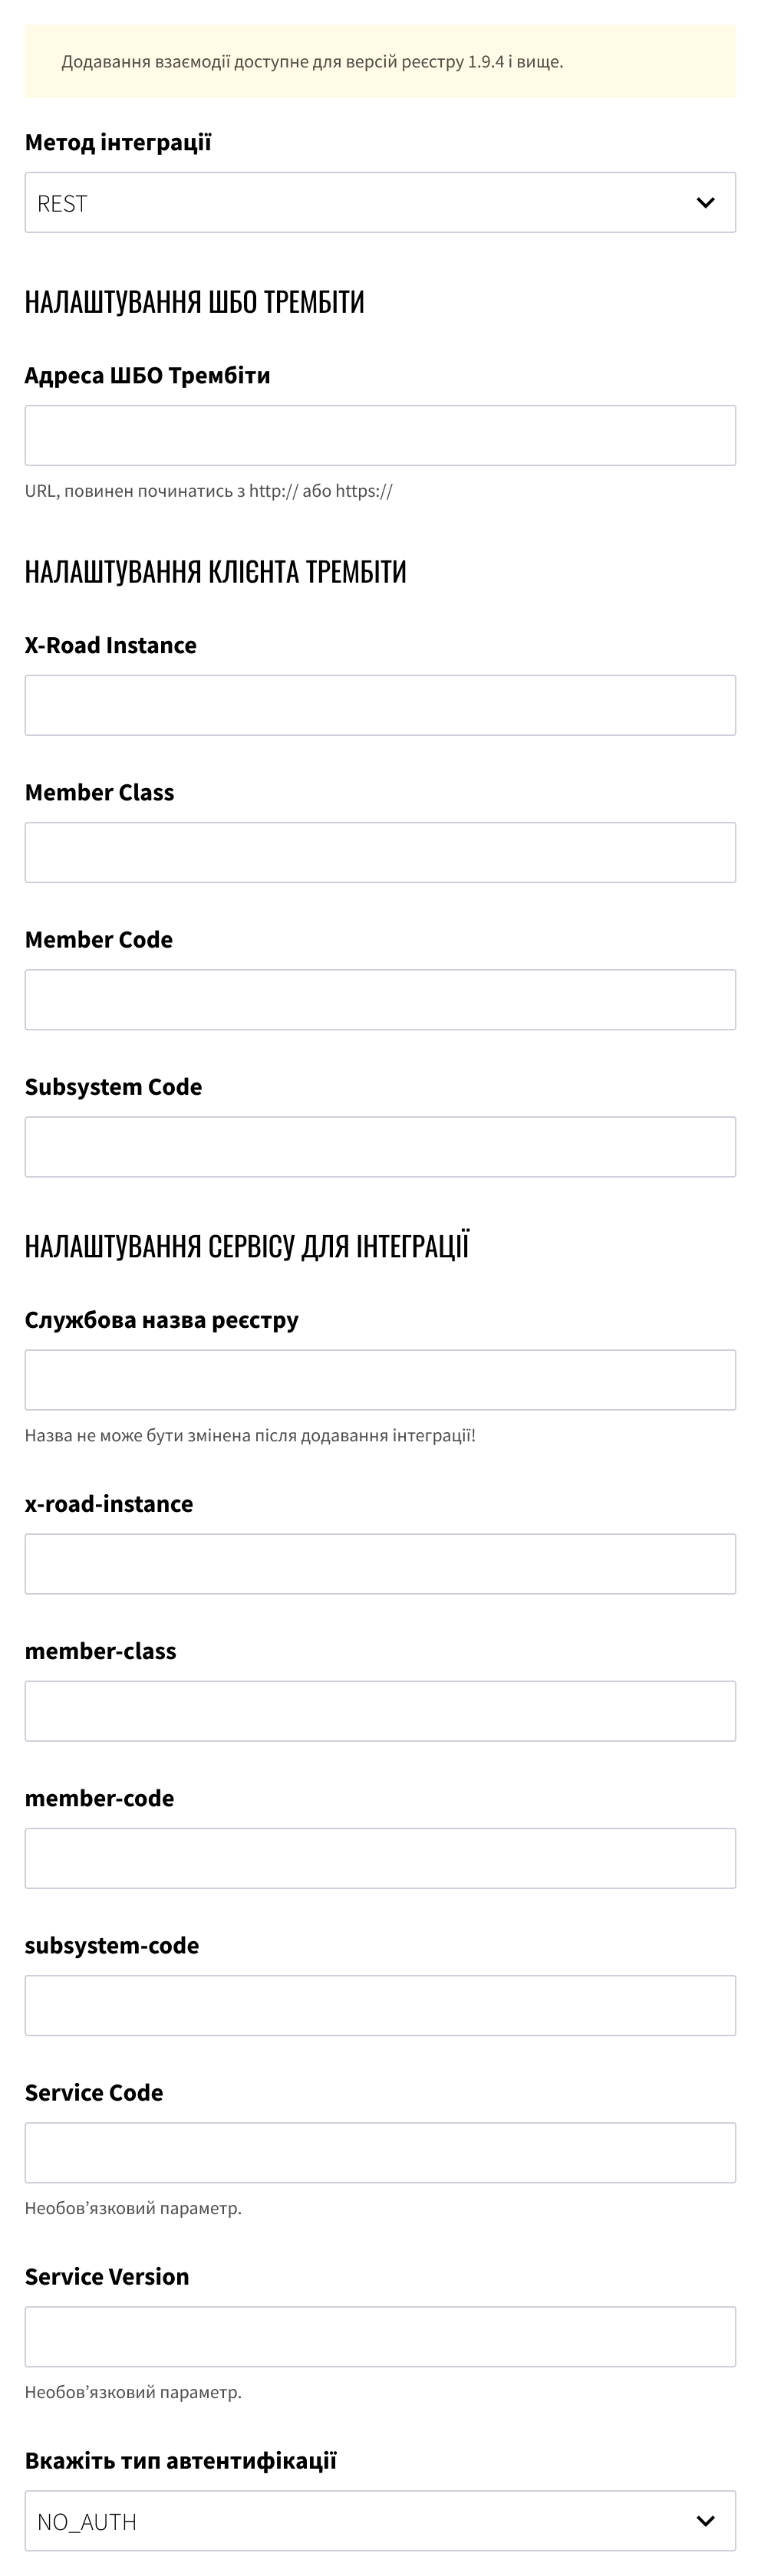 Додавання взаємодії доступне для версій реєстру 1.9.4 і вище.
Метод інтеграції
REST
НАЛАШТУВАННЯ ШБО ТРЕМБІТИ
Адреса ШБО Трембіти
URL, повинен починатись з http:// або https://
НАЛАШТУВАННЯ КЛІЄНТА ТРЕМБІТИ
X-Road Instance
Member Class
Member Code
Subsystem Code
НАЛАШТУВАННЯ СЕРВІСУ ДЛЯ ІНТЕГРАЦІЇ
Службова назва реєстру
Назва не може бути змінена після додавання інтеграції!
x-road-instance
member-class
member-code
subsystem-code
Service Code
Необов’язковий параметр.
Service Version
Необов’язковий параметр.
Вкажіть тип автентифікації
NO_AUTH